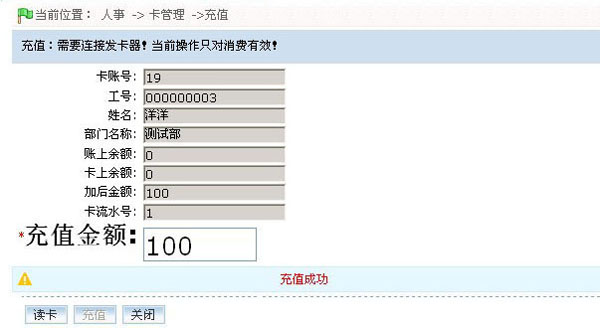 当前位置： 人事 -> 卡管理 ->充值
充值：需要连接发卡器！当前操作只对消费有效！
卡账号： 19
工号： 000000003
姓名： 洋洋
部门名称： 测试部
账上余额： 0
卡上余额： 0
加后金额： 100
卡流水号： 1
*充值金额： 100
充值成功
读卡 充值 关闭